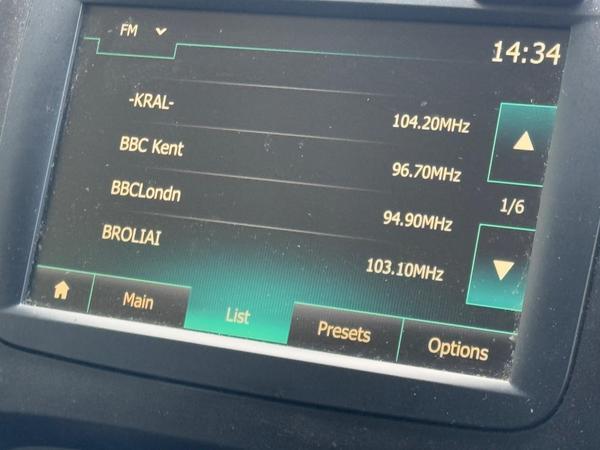 FM
14:34
-KRAL- 104.20MHz
BBC Kent 96.70MHz
BBCLondn 94.90MHz
BROLIAI 103.10MHz
1/6
Main List Presets Options